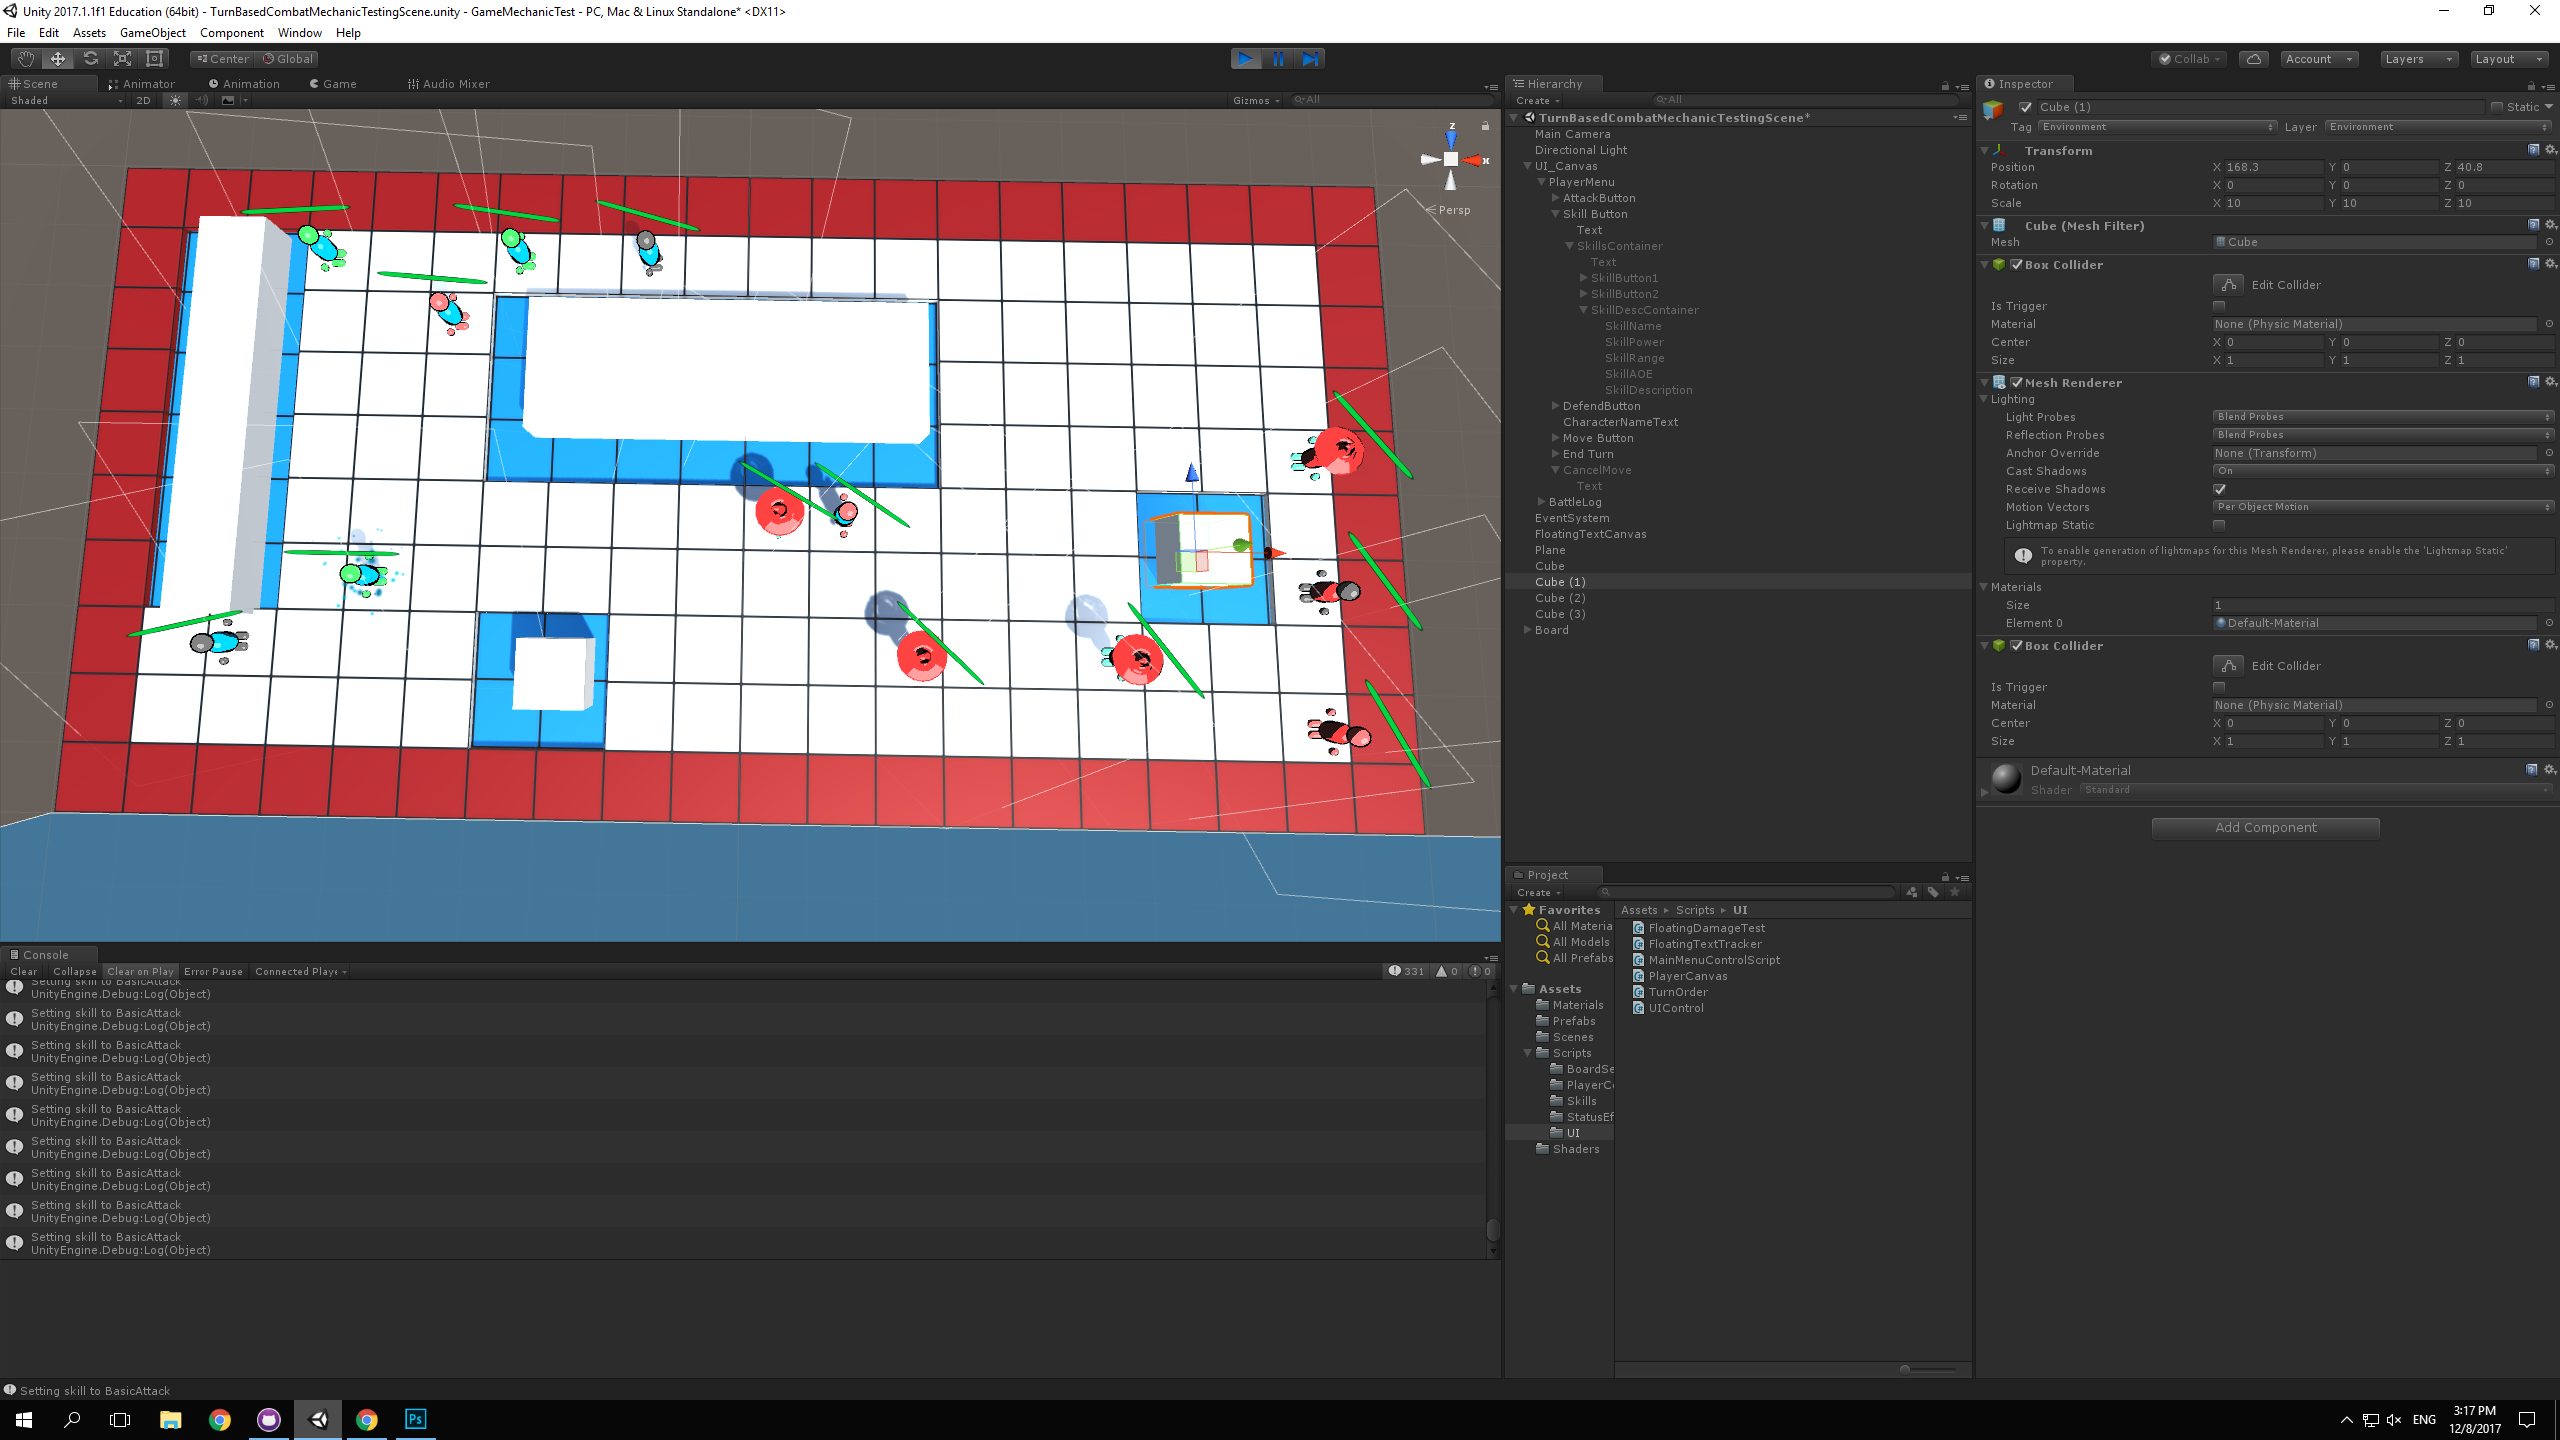 Unity 2017.1.1f1 Education (64bit) - TurnBasedCombatMechanicTestingScene.unity - GameMechanicTest - PC, Mac & Linux Standalone* <DX11>
File Edit Assets GameObject Component Window Help
Center Global
Collab Account Layers Layout
Scene Animator Animation Game Audio Mixer
Shaded 2D Gizmos All
z
x
Persp
Hierarchy
Create All
TurnBasedCombatMechanicTestingScene*
Main Camera
Directional Light
UI_Canvas
PlayerMenu
AttackButton
Skill Button
Text
SkillsContainer
Text
SkillButton1
SkillButton2
SkillDescContainer
SkillName
SkillPower
SkillRange
SkillAOE
SkillDescription
DefendButton
CharacterNameText
Move Button
End Turn
CancelMove
Text
BattleLog
EventSystem
FloatingTextCanvas
Plane
Cube
Cube (1)
Cube (2)
Cube (3)
Board
Inspector
Cube (1) Static
Tag Environment Layer Environment
Transform
Position X 168.3 Y 0 Z 40.8
Rotation X 0 Y 0 Z 0
Scale X 10 Y 10 Z 10
Cube (Mesh Filter)
Mesh Cube
Box Collider
Edit Collider
Is Trigger
Material None (Physic Material)
Center X 0 Y 0 Z 0
Size X 1 Y 1 Z 1
Mesh Renderer
Lighting
Light Probes Blend Probes
Reflection Probes Blend Probes
Anchor Override None (Transform)
Cast Shadows On
Receive Shadows
Motion Vectors Per Object Motion
Lightmap Static
To enable generation of lightmaps for this Mesh Renderer, please enable the 'Lightmap Static'
property.
Materials
Size 1
Element 0 Default-Material
Box Collider
Edit Collider
Is Trigger
Material None (Physic Material)
Center X 0 Y 0 Z 0
Size X 1 Y 1 Z 1
Default-Material
Shader Standard
Add Component
Project
Create
Favorites
All Materia
All Models
All Prefabs
Assets
Materials
Prefabs
Scenes
Scripts
BoardSe
PlayerCo
Skills
StatusEf
UI
Shaders
Assets Scripts UI
FloatingDamageTest
FloatingTextTracker
MainMenuControlScript
PlayerCanvas
TurnOrder
UIControl
Console
Clear Collapse Clear on Play Error Pause Connected Playe 331 0 0
Setting skill to BasicAttack
UnityEngine.Debug:Log(Object)
Setting skill to BasicAttack
UnityEngine.Debug:Log(Object)
Setting skill to BasicAttack
UnityEngine.Debug:Log(Object)
Setting skill to BasicAttack
UnityEngine.Debug:Log(Object)
Setting skill to BasicAttack
UnityEngine.Debug:Log(Object)
Setting skill to BasicAttack
UnityEngine.Debug:Log(Object)
Setting skill to BasicAttack
UnityEngine.Debug:Log(Object)
Setting skill to BasicAttack
UnityEngine.Debug:Log(Object)
Setting skill to BasicAttack
UnityEngine.Debug:Log(Object)
Setting skill to BasicAttack
Ps
ENG
3:17 PM
12/8/2017